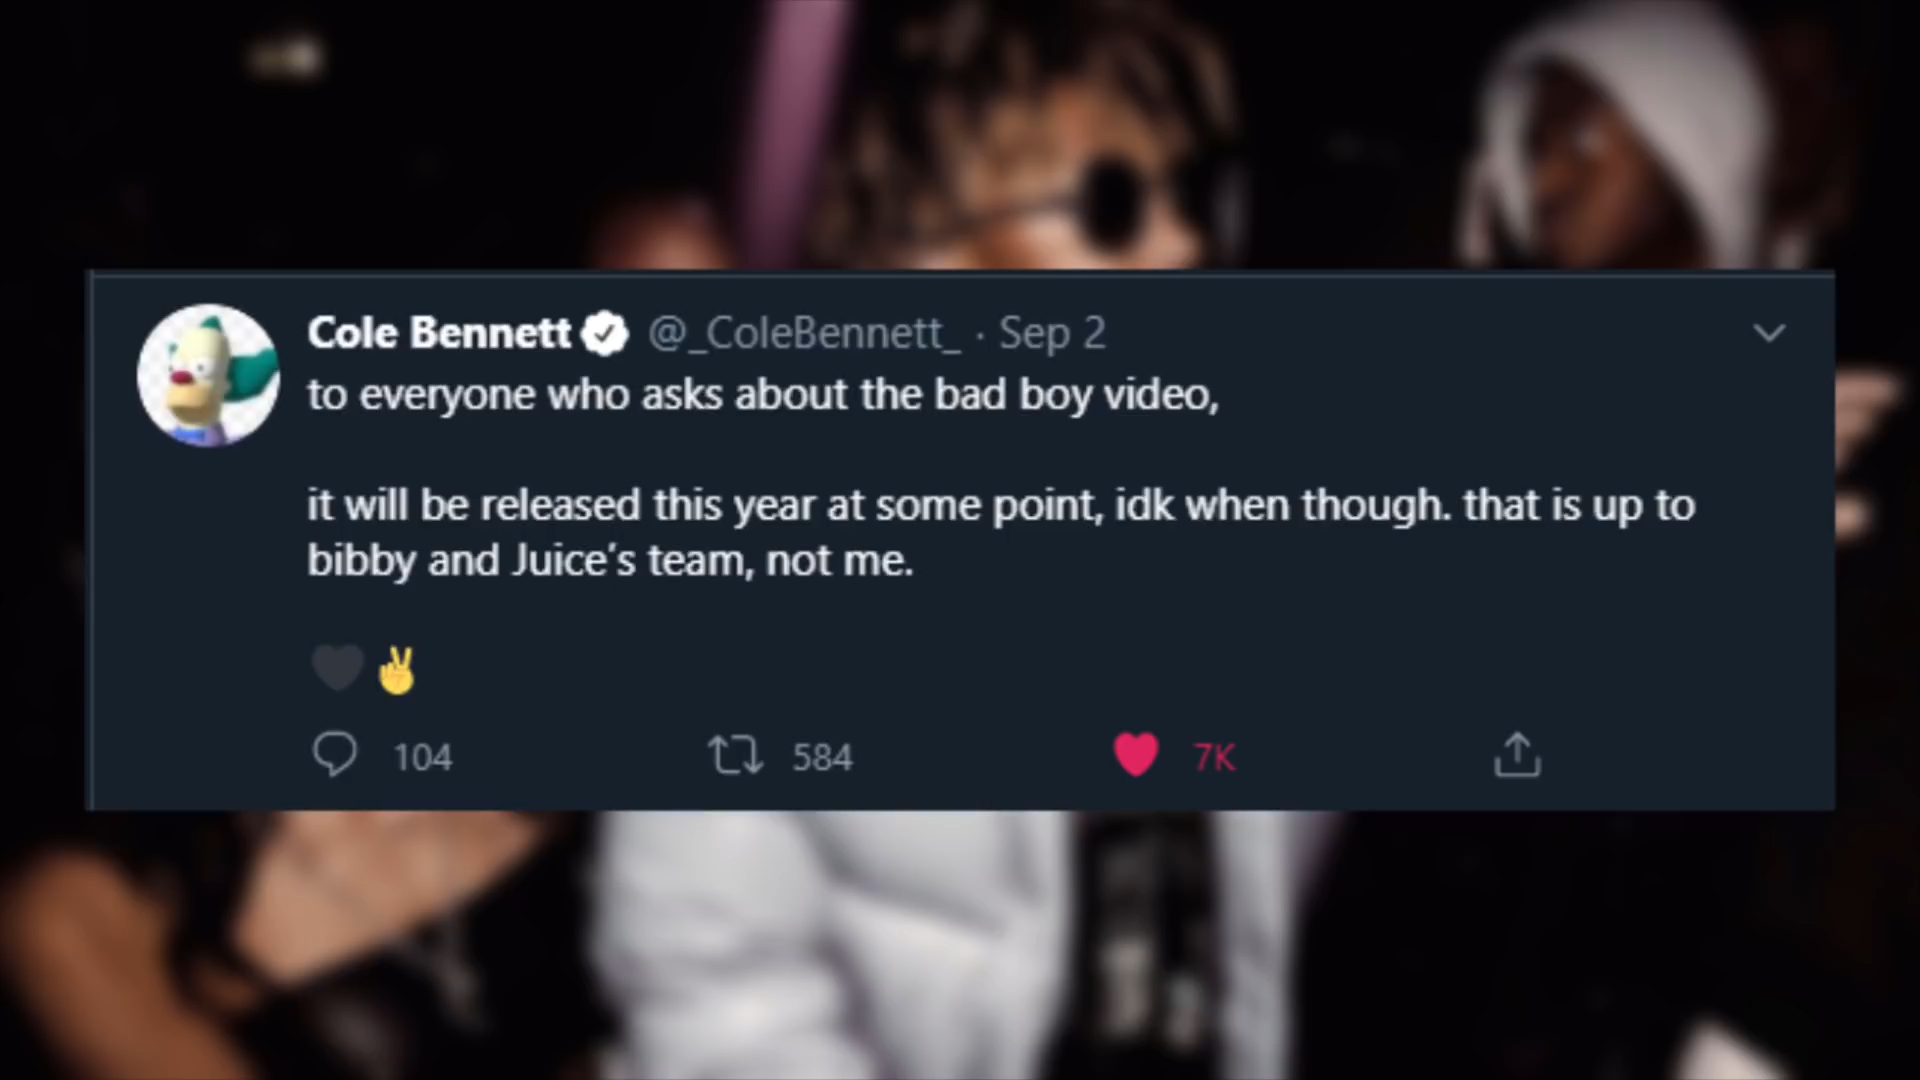 Cole Bennett @_ColeBennett_ · Sep 2
to everyone who asks about the bad boy video,
it will be released this year at some point, idk when though. that is up to
bibby and Juice's team, not me.
🖤✌️
104 584 7K